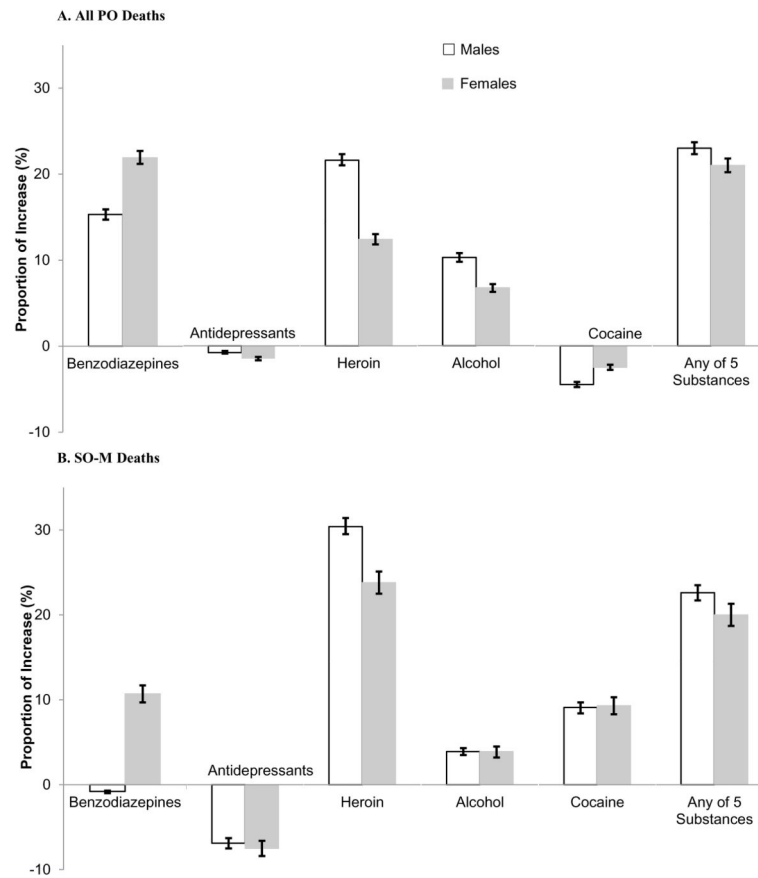 A. All PO Deaths
Males
Females
Proportion of Increase (%)
30
20
10
0
-10
Antidepressants
Cocaine
Benzodiazepines
Heroin
Alcohol
Any of 5
Substances
B. SO-M Deaths
Proportion of Increase (%)
30
20
10
0
-10
Antidepressants
Benzodiazepines
Heroin
Alcohol
Cocaine
Any of 5
Substances